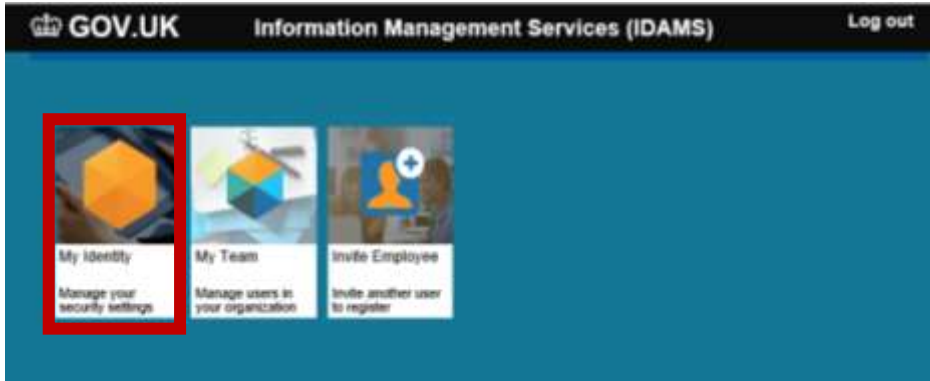 GOV.UK
Information Management Services (IDAMS)
Log out
My Identity
Manage your
security settings
My Team
Manage users in
your organization
Invite Employee
Invite another user
to register